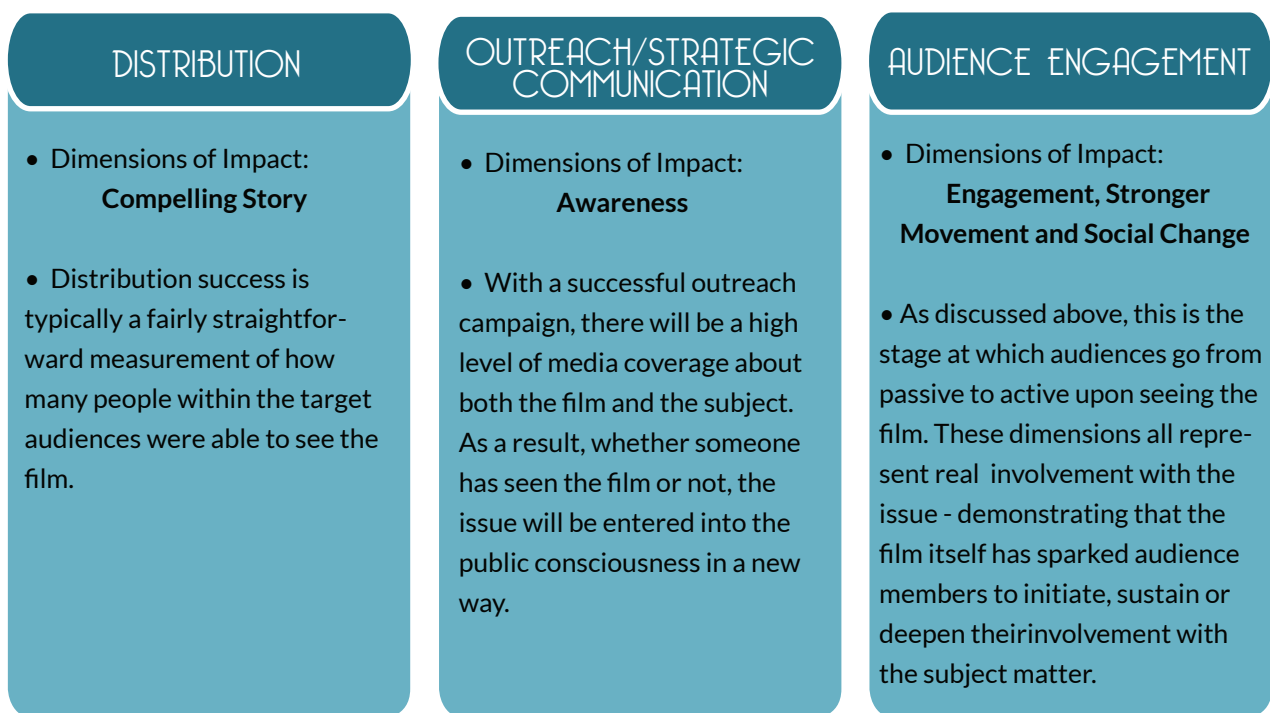 DISTRIBUTION
• Dimensions of Impact:
Compelling Story
• Distribution success is
typically a fairly straightfor-
ward measurement of how
many people within the target
audiences were able to see the
film.
OUTREACH/STRATEGIC
COMMUNICATION
• Dimensions of Impact:
Awareness
• With a successful outreach
campaign, there will be a high
level of media coverage about
both the film and the subject.
As a result, whether someone
has seen the film or not, the
issue will be entered into the
public consciousness in a new
way.
AUDIENCE ENGAGEMENT
• Dimensions of Impact:
Engagement, Stronger
Movement and Social Change
• As discussed above, this is the
stage at which audiences go from
passive to active upon seeing the
film. These dimensions all repre-
sent real involvement with the
issue - demonstrating that the
film itself has sparked audience
members to initiate, sustain or
deepen theirinvolvement with
the subject matter.